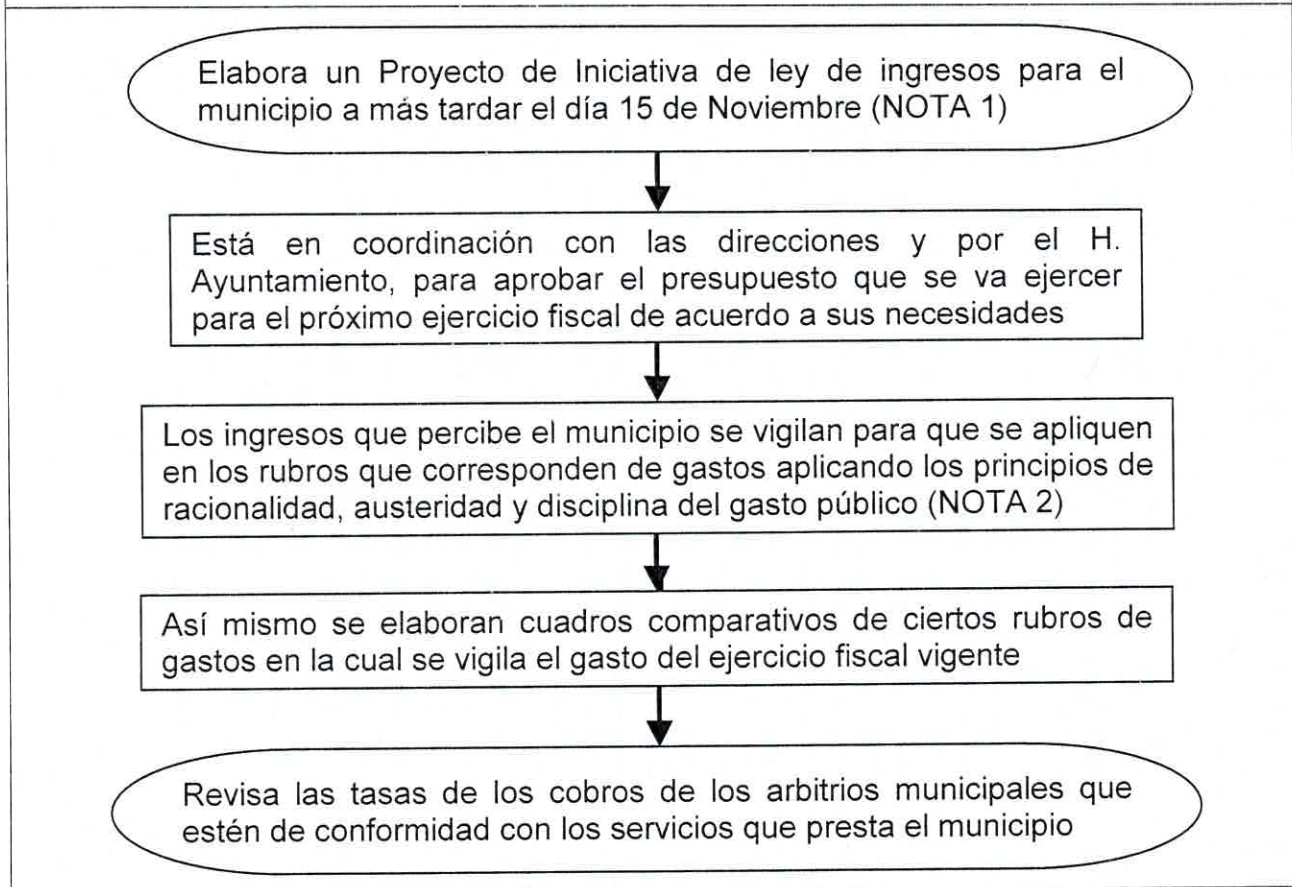 Elabora un Proyecto de Iniciativa de ley de ingresos para el
municipio a más tardar el día 15 de Noviembre (NOTA 1)
Está en coordinación con las direcciones y por el H.
Ayuntamiento, para aprobar el presupuesto que se va ejercer
para el próximo ejercicio fiscal de acuerdo a sus necesidades
Los ingresos que percibe el municipio se vigilan para que se apliquen
en los rubros que corresponden de gastos aplicando los principios de
racionalidad, austeridad y disciplina del gasto público (NOTA 2)
Así mismo se elaboran cuadros comparativos de ciertos rubros de
gastos en la cual se vigila el gasto del ejercicio fiscal vigente
Revisa las tasas de los cobros de los arbitrios municipales que
estén de conformidad con los servicios que presta el municipio